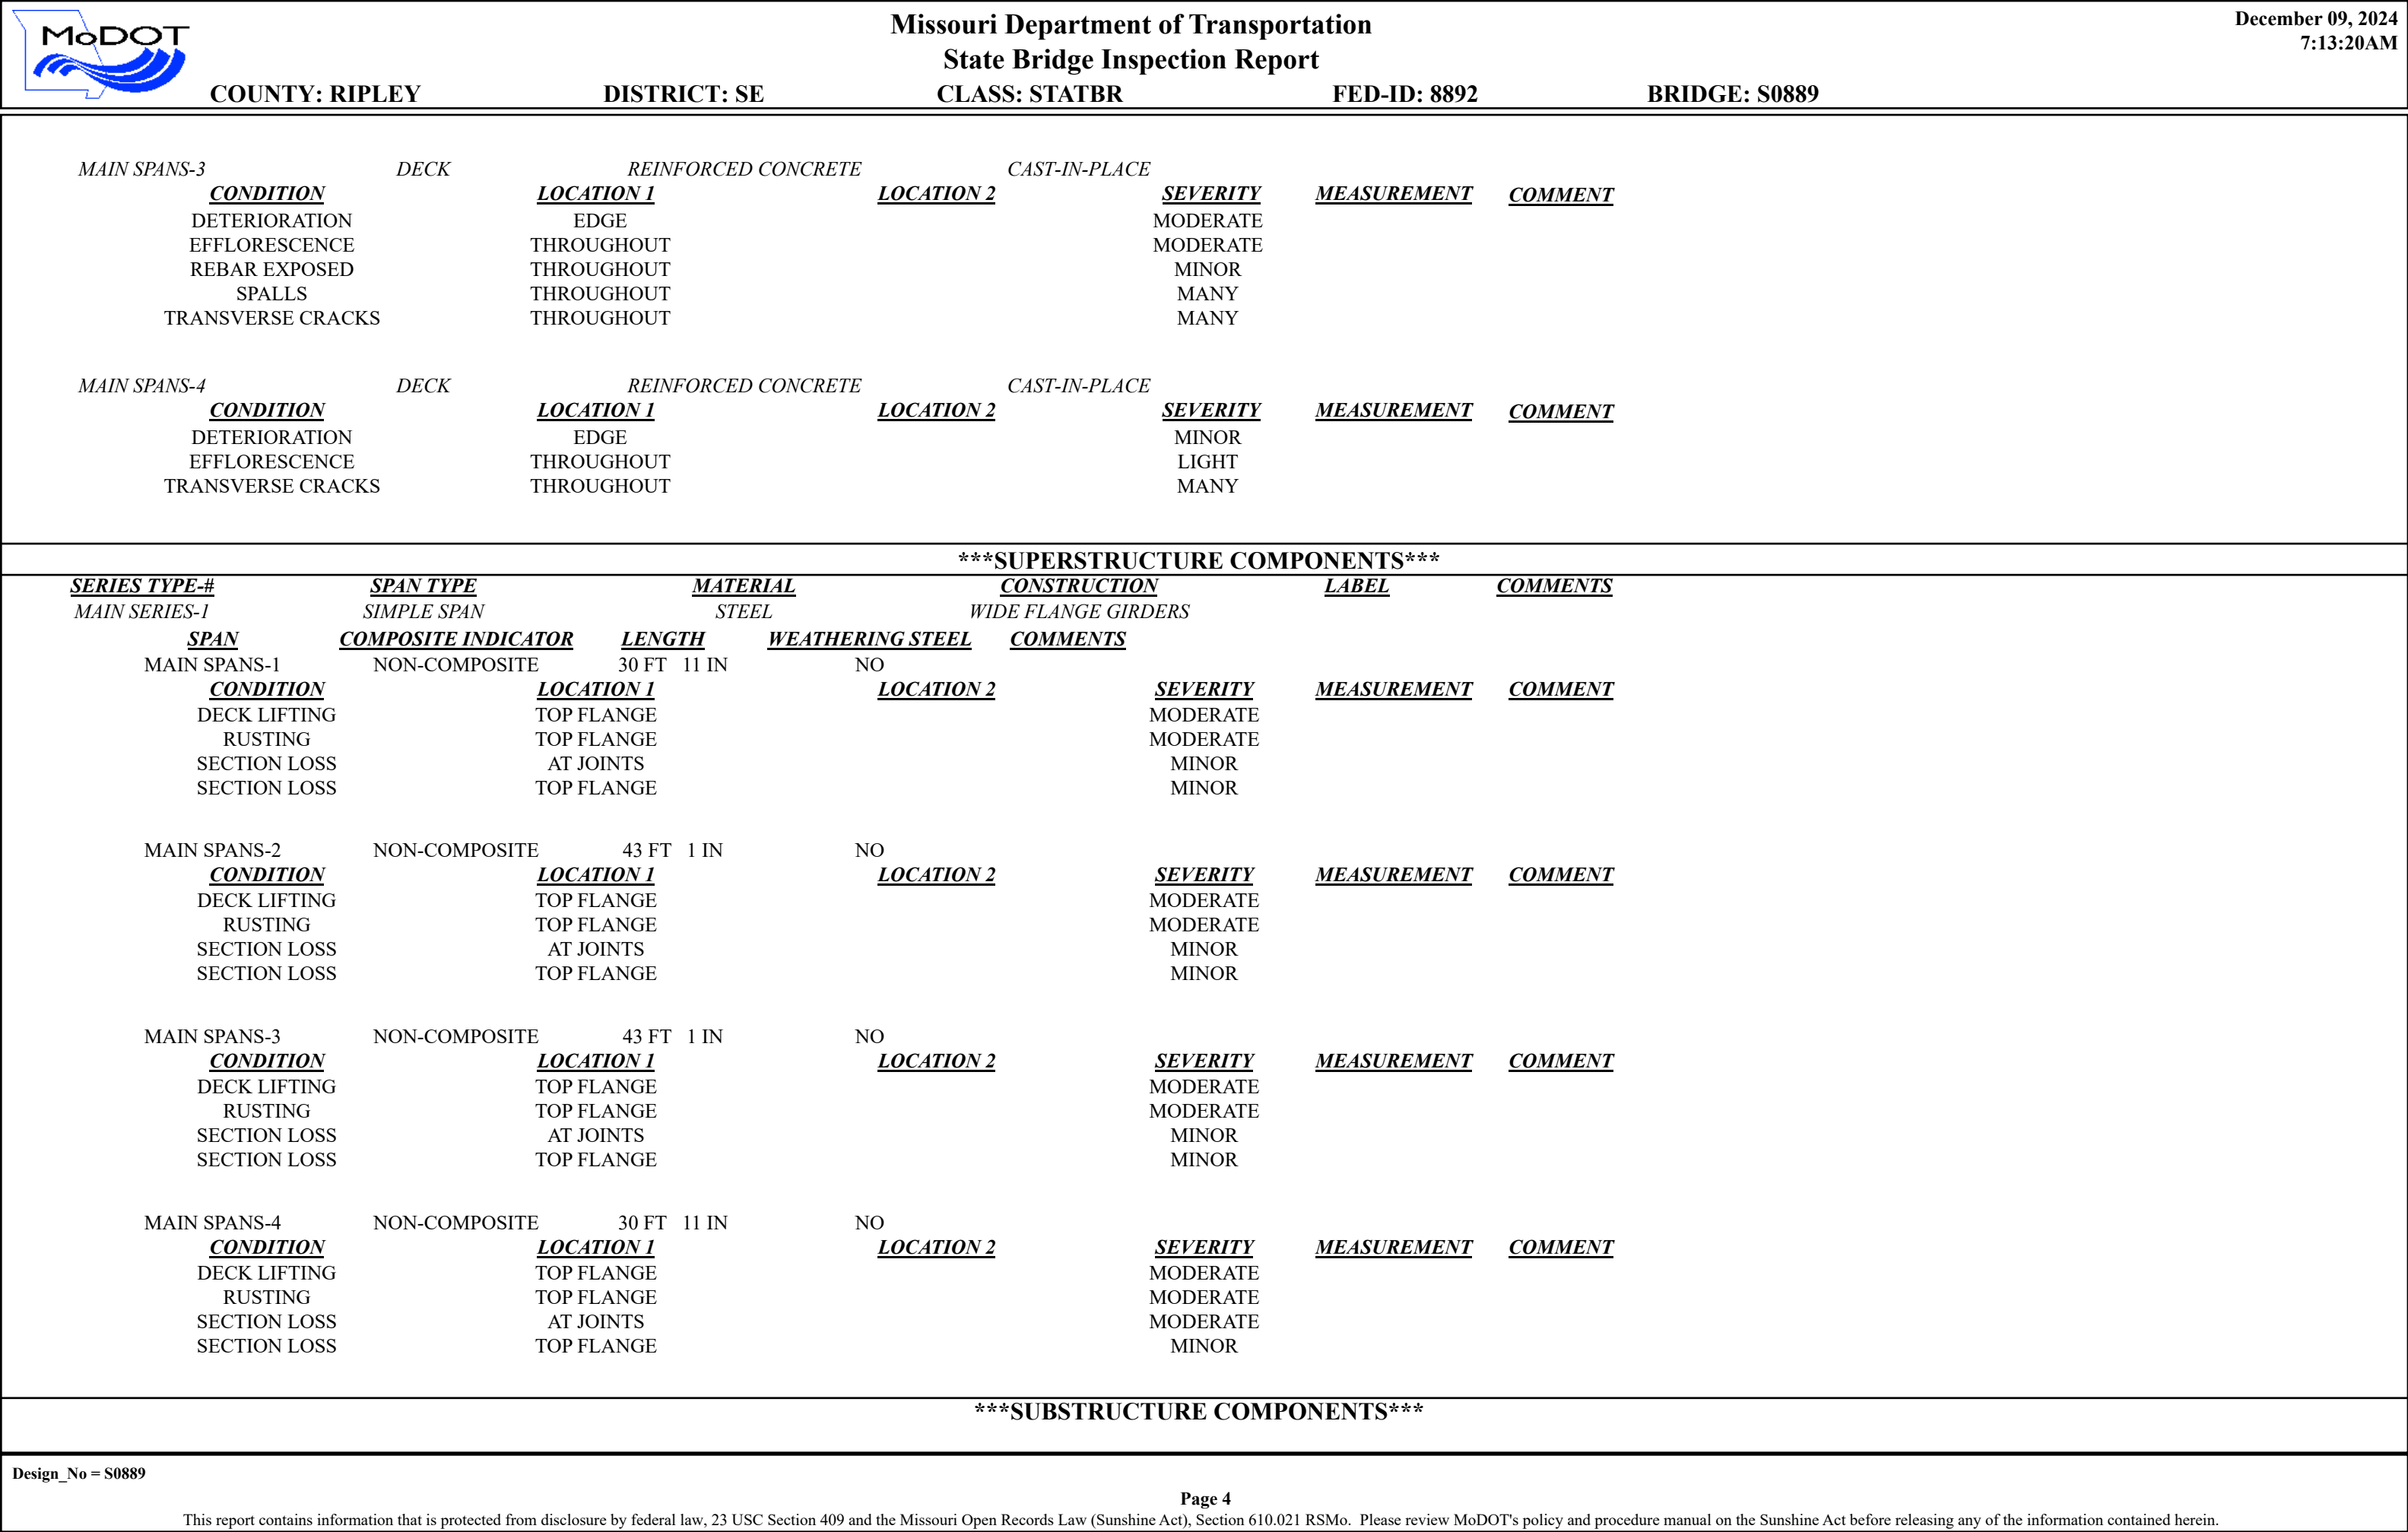 MoDOT
Missouri Department of Transportation
State Bridge Inspection Report
December 09, 2024
7:13:20AM
COUNTY: RIPLEY DISTRICT: SE CLASS: STATBR FED-ID: 8892 BRIDGE: S0889
MAIN SPANS-3 DECK REINFORCED CONCRETE CAST-IN-PLACE
CONDITION LOCATION 1 LOCATION 2 SEVERITY MEASUREMENT COMMENT
DETERIORATION EDGE MODERATE
EFFLORESCENCE THROUGHOUT MODERATE
REBAR EXPOSED THROUGHOUT MINOR
SPALLS THROUGHOUT MANY
TRANSVERSE CRACKS THROUGHOUT MANY
MAIN SPANS-4 DECK REINFORCED CONCRETE CAST-IN-PLACE
CONDITION LOCATION 1 LOCATION 2 SEVERITY MEASUREMENT COMMENT
DETERIORATION EDGE MINOR
EFFLORESCENCE THROUGHOUT LIGHT
TRANSVERSE CRACKS THROUGHOUT MANY
***SUPERSTRUCTURE COMPONENTS***
SERIES TYPE-# SPAN TYPE MATERIAL CONSTRUCTION LABEL COMMENTS
MAIN SERIES-1 SIMPLE SPAN STEEL WIDE FLANGE GIRDERS
SPAN COMPOSITE INDICATOR LENGTH WEATHERING STEEL COMMENTS
MAIN SPANS-1 NON-COMPOSITE 30 FT 11 IN NO
CONDITION LOCATION 1 LOCATION 2 SEVERITY MEASUREMENT COMMENT
DECK LIFTING TOP FLANGE MODERATE
RUSTING TOP FLANGE MODERATE
SECTION LOSS AT JOINTS MINOR
SECTION LOSS TOP FLANGE MINOR
MAIN SPANS-2 NON-COMPOSITE 43 FT 1 IN NO
CONDITION LOCATION 1 LOCATION 2 SEVERITY MEASUREMENT COMMENT
DECK LIFTING TOP FLANGE MODERATE
RUSTING TOP FLANGE MODERATE
SECTION LOSS AT JOINTS MINOR
SECTION LOSS TOP FLANGE MINOR
MAIN SPANS-3 NON-COMPOSITE 43 FT 1 IN NO
CONDITION LOCATION 1 LOCATION 2 SEVERITY MEASUREMENT COMMENT
DECK LIFTING TOP FLANGE MODERATE
RUSTING TOP FLANGE MODERATE
SECTION LOSS AT JOINTS MINOR
SECTION LOSS TOP FLANGE MINOR
MAIN SPANS-4 NON-COMPOSITE 30 FT 11 IN NO
CONDITION LOCATION 1 LOCATION 2 SEVERITY MEASUREMENT COMMENT
DECK LIFTING TOP FLANGE MODERATE
RUSTING TOP FLANGE MODERATE
SECTION LOSS AT JOINTS MODERATE
SECTION LOSS TOP FLANGE MINOR
***SUBSTRUCTURE COMPONENTS***
Design_No = S0889
Page 4
This report contains information that is protected from disclosure by federal law, 23 USC Section 409 and the Missouri Open Records Law (Sunshine Act), Section 610.021 RSMo. Please review MoDOT's policy and procedure manual on the Sunshine Act before releasing any of the information contained herein.